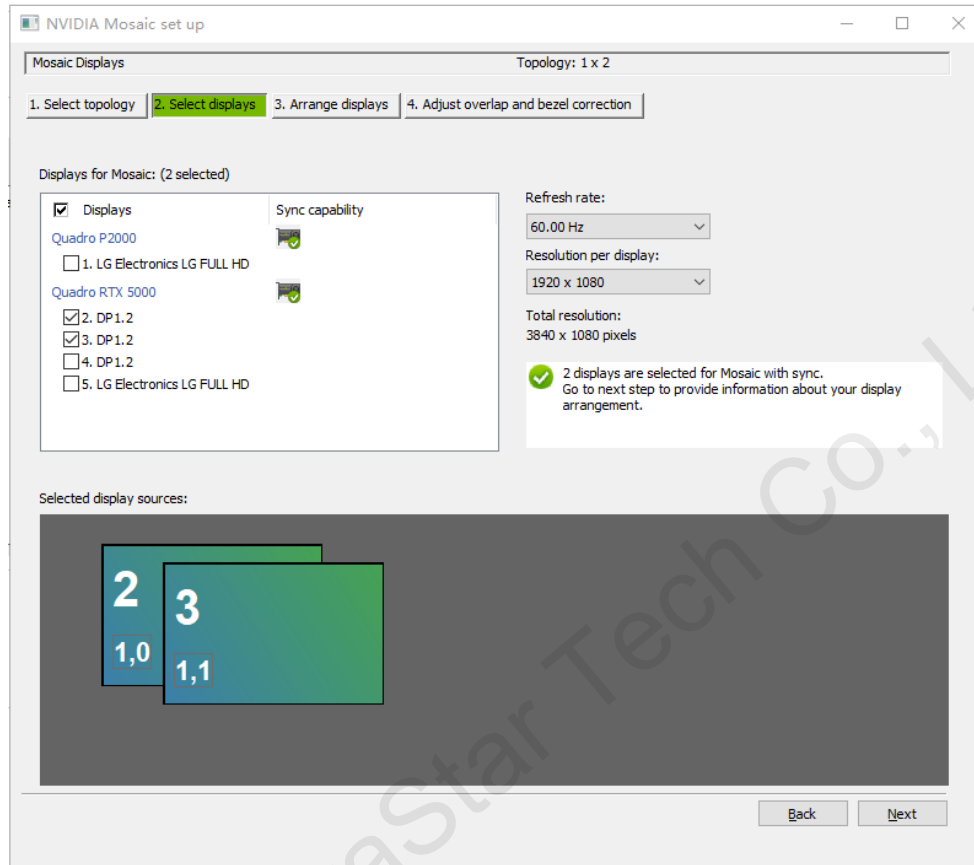 NVIDIA Mosaic set up
Mosaic Displays Topology: 1 x 2
1. Select topology 2. Select displays 3. Arrange displays 4. Adjust overlap and bezel correction
Displays for Mosaic: (2 selected)
Displays Sync capability
Quadro P2000
1. LG Electronics LG FULL HD
Quadro RTX 5000
2. DP1.2
3. DP1.2
4. DP1.2
5. LG Electronics LG FULL HD
Refresh rate:
60.00 Hz
Resolution per display:
1920 x 1080
Total resolution:
3840 x 1080 pixels
2 displays are selected for Mosaic with sync.
Go to next step to provide information about your display
arrangement.
Selected display sources:
2
1,0
3
1,1
Back Next
Tech Co.,